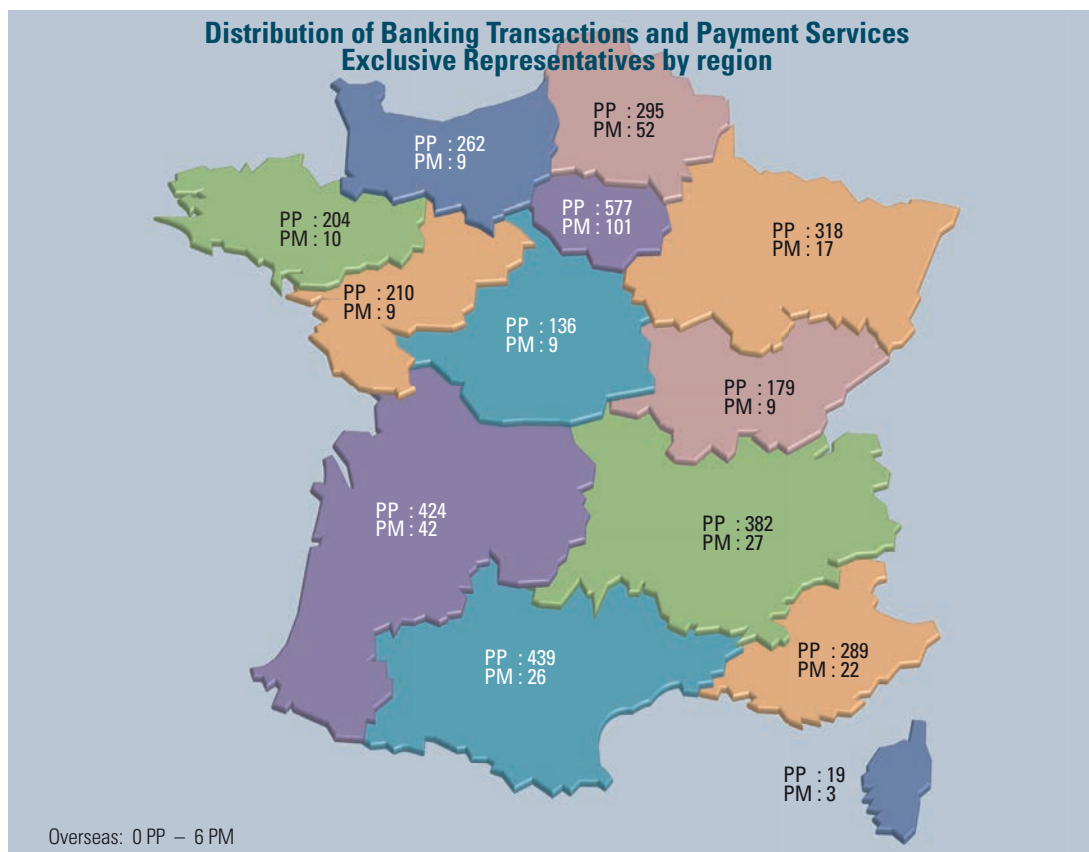 Distribution of Banking Transactions and Payment Services
Exclusive Representatives by region
PP : 295
PM : 52
PP : 262
PM : 9
PP : 577
PM : 101
PP : 204
PM : 10
PP : 318
PM : 17
PP : 210
PM : 9
PP : 136
PM : 9
PP : 179
PM : 9
PP : 424
PM : 42
PP : 382
PM : 27
PP : 439
PM : 26
PP : 289
PM : 22
PP : 19
PM : 3
Overseas: 0 PP – 6 PM